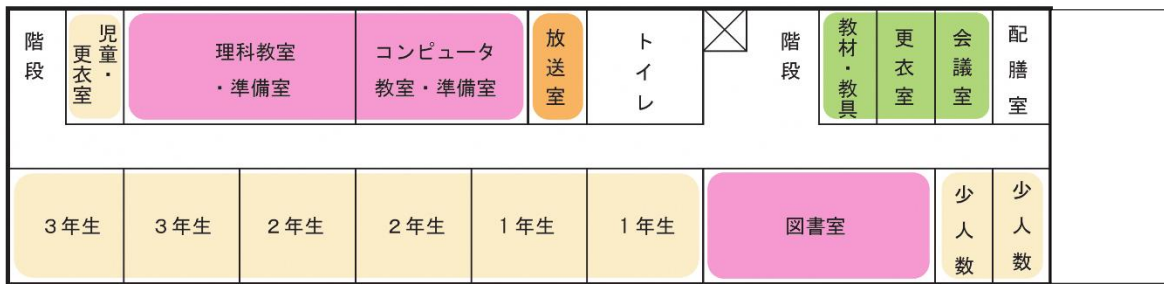 階段
児童・
更衣室
理科教室
・準備室
コンピュータ
教室・準備室
放送室
トイレ
階段
教材・教具
更衣室
会議室
配膳室
3年生
3年生
2年生
2年生
1年生
1年生
図書室
少人数
少人数